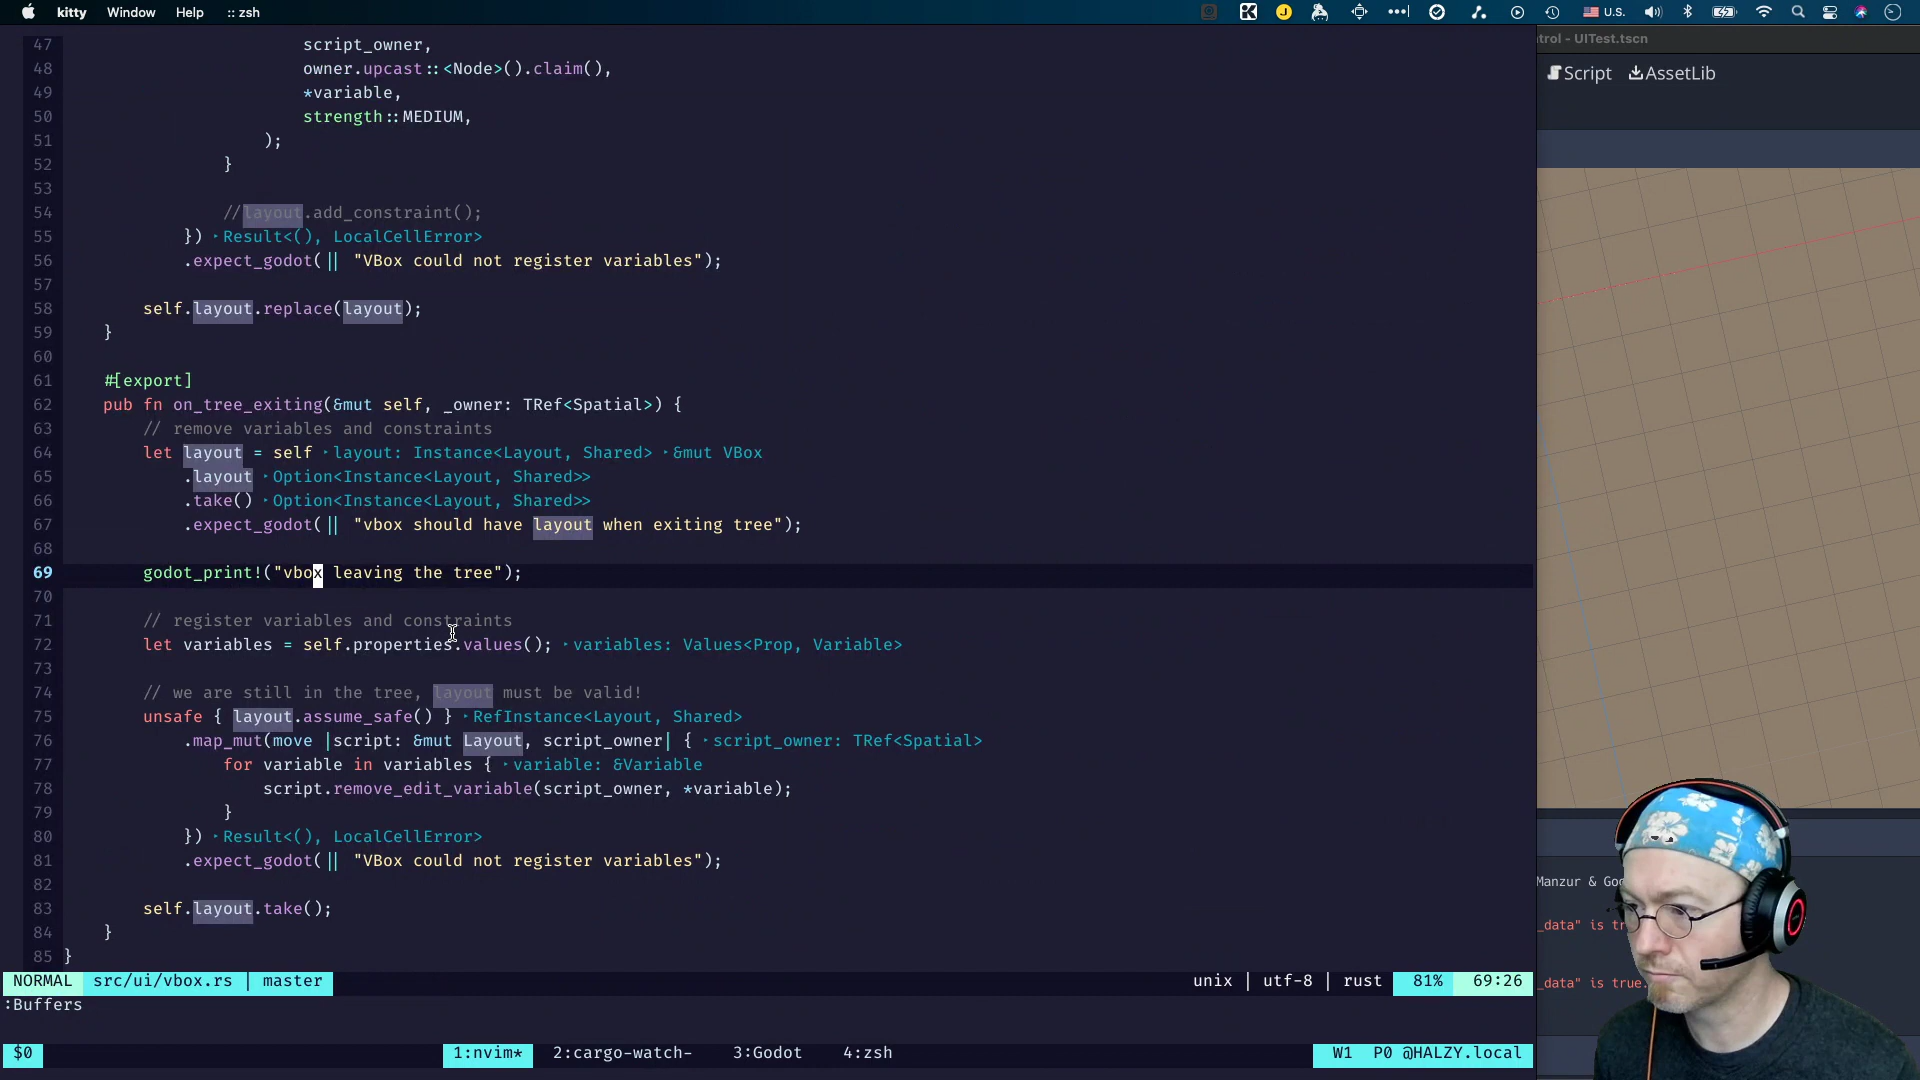 kitty Window Help :: zsh U.S.
trol - UITest.tscn
Script AssetLib
47 script_owner,
48 owner.upcast::<Node>().claim(),
49 *variable,
50 strength::MEDIUM,
51 );
52 }
53
54 //layout.add_constraint();
55 }) ‣ Result<(), LocalCellError>
56 .expect_godot(|| "VBox could not register variables");
57
58 self.layout.replace(layout);
59 }
60
61 #[export]
62 pub fn on_tree_exiting(&mut self, _owner: TRef<Spatial>) {
63 // remove variables and constraints
64 let layout = self ‣ layout: Instance<Layout, Shared> ‣ &mut VBox
65 .layout ‣ Option<Instance<Layout, Shared>>
66 .take() ‣ Option<Instance<Layout, Shared>>
67 .expect_godot(|| "vbox should have layout when exiting tree");
68
69 godot_print!("vbox leaving the tree");
70
71 // register variables and constraints
72 let variables = self.properties.values(); ‣ variables: Values<Prop, Variable>
73
74 // we are still in the tree, layout must be valid!
75 unsafe { layout.assume_safe() } ‣ RefInstance<Layout, Shared>
76 .map_mut(move |script: &mut Layout, script_owner| { ‣ script_owner: TRef<Spatial>
77 for variable in variables { ‣ variable: &Variable
78 script.remove_edit_variable(script_owner, *variable);
79 }
80 }) ‣ Result<(), LocalCellError>
81 .expect_godot(|| "VBox could not register variables");
82
83 self.layout.take();
84 }
85 }
Manzur & Go
_data" is tr
_data" is true.
NORMAL src/ui/vbox.rs | master unix | utf-8 | rust 81% 69:26
:Buffers
$0 1:nvim* 2:cargo-watch- 3:Godot 4:zsh W1 P0 @HALZY.local